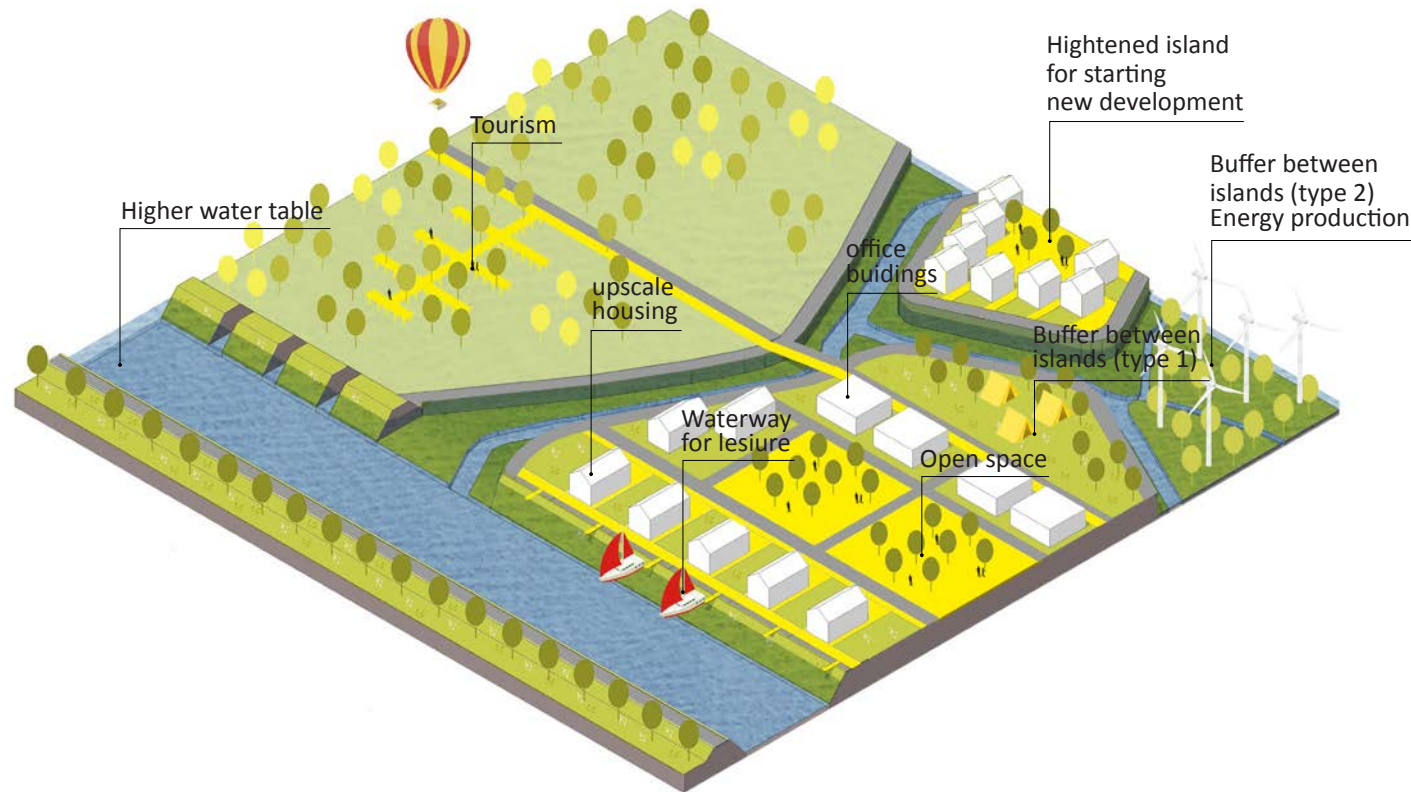 Hightened island
for starting
new development
Tourism
Buffer between
islands (type 2)
Energy production
Higher water table
office
buidings
upscale
housing
Buffer between
islands (type 1)
Waterway
for lesiure
Open space